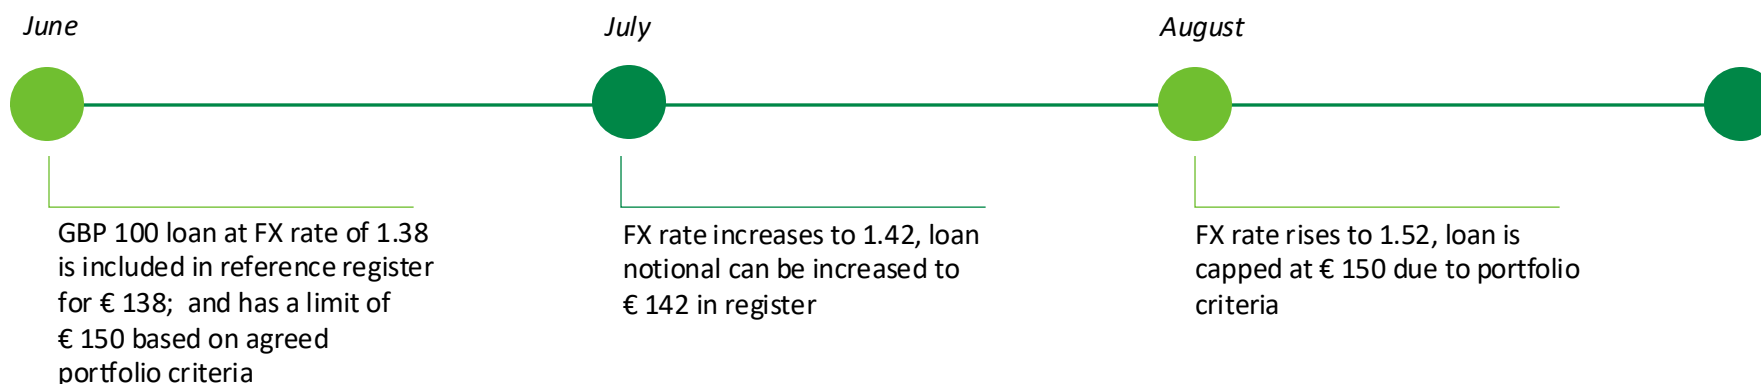 June
July
August
GBP 100 loan at FX rate of 1.38
is included in reference register
for € 138; and has a limit of
€ 150 based on agreed
portfolio criteria
FX rate increases to 1.42, loan
notional can be increased to
€ 142 in register
FX rate rises to 1.52, loan is
capped at € 150 due to portfolio
criteria